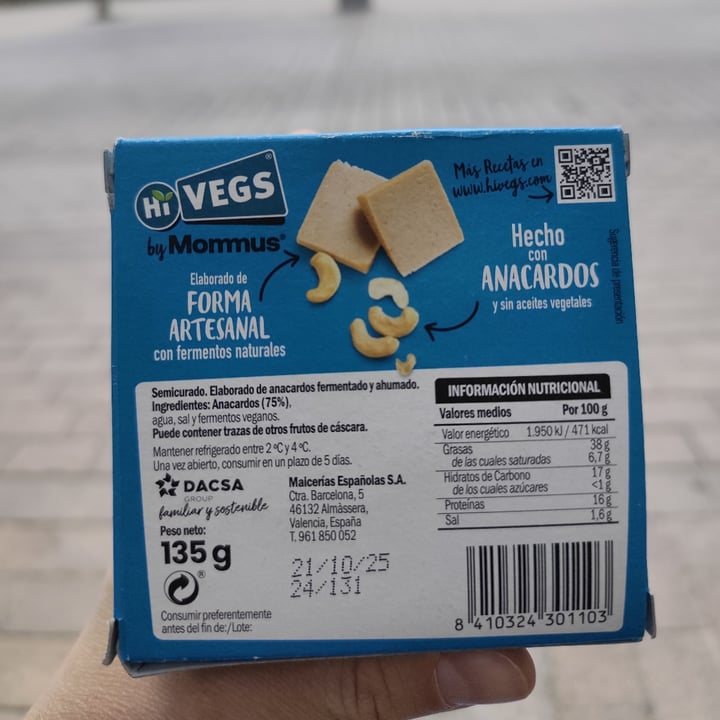 Hi VEGS®
by Mommus®
Más Recetas en
www.hivegs.com
Elaborado de
FORMA
ARTESANAL
con fermentos naturales
Hecho
con
ANACARDOS
y sin aceites vegetales
Sugerencia de presentación
Semicurado. Elaborado de anacardos fermentado y ahumado.
Ingredientes: Anacardos (75%),
agua, sal y fermentos veganos.
Puede contener trazas de otros frutos de cáscara.
Mantener refrigerado entre 2 ºC y 4 ºC.
Una vez abierto, consumir en un plazo de 5 días.
DACSA
GROUP
familiar y sostenible
Maicerías Españolas S.A.
Ctra. Barcelona, 5
46132 Almàssera,
Valencia, España
T. 961 850 052
Peso neto:
135 g
®
21/10/25
24/131
Consumir preferentemente
antes del fin de:/Lote:
INFORMACIÓN NUTRICIONAL
Valores medios Por 100 g
Valor energético 1.950 kJ / 471 kcal
Grasas 38 g
de las cuales saturadas 6,7 g
Hidratos de Carbono 17 g
de los cuales azúcares <1 g
Proteínas 16 g
Sal 1,6 g
8 410324 301103